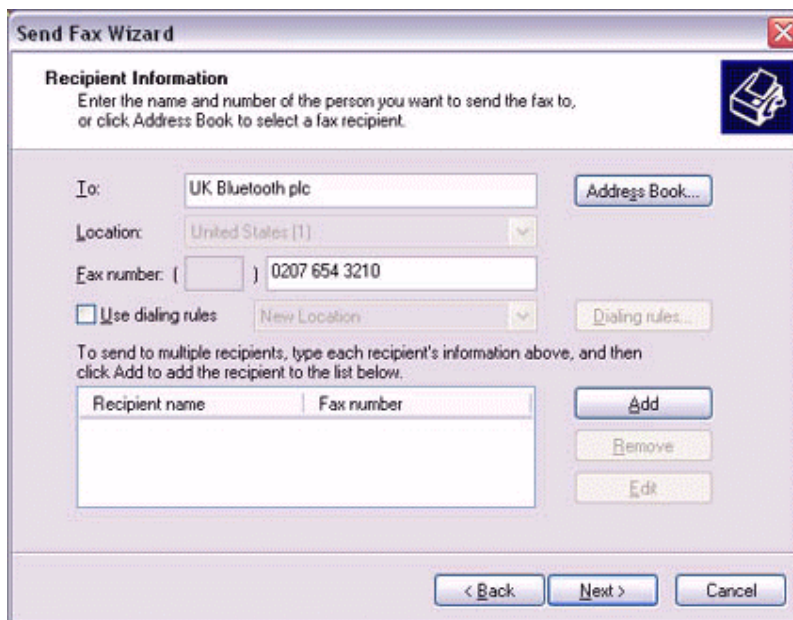 Send Fax Wizard
Recipient Information
Enter the name and number of the person you want to send the fax to,
or click Address Book to select a fax recipient.
To: UK Bluetooth plc Address Book...
Location: United States (1)
Fax number: ( ) 0207 654 3210
Use dialing rules New Location Dialing rules...
To send to multiple recipients, type each recipient's information above, and then
click Add to add the recipient to the list below.
Recipient name Fax number Add
Remove
Edit
< Back Next > Cancel